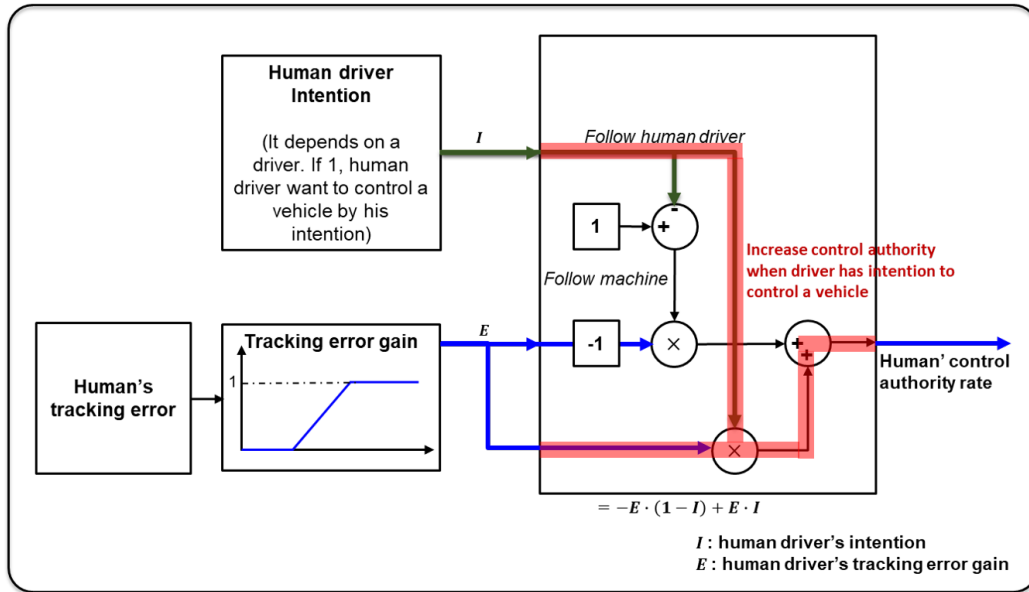 Human driver
Intention
(It depends on a
driver. If 1, human
driver want to control a
vehicle by his
intention)
I
Follow human driver
-
1
+
Increase control authority
when driver has intention to
control a vehicle
Follow machine
Human's
tracking error
Tracking error gain
1
E
-1
×
+
+
Human' control
authority rate
×
= -E · (1 - I) + E · I
I : human driver's intention
E : human driver's tracking error gain